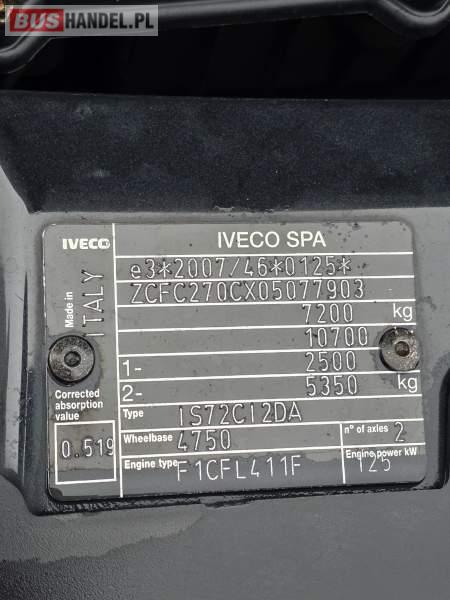 BUSHANDEL.PL
IVECO
IVECO SPA
Made in
ITALY
e3*2007/46*0125*
ZCFC270CX05077903
7200 kg
10700
1- 2500
2- 5350 kg
Corrected
absorption
value
0.519
Type IS72CI2DA
Wheelbase 4750
n° of axles 2
Engine type F1CFL411F
Engine power kW 125